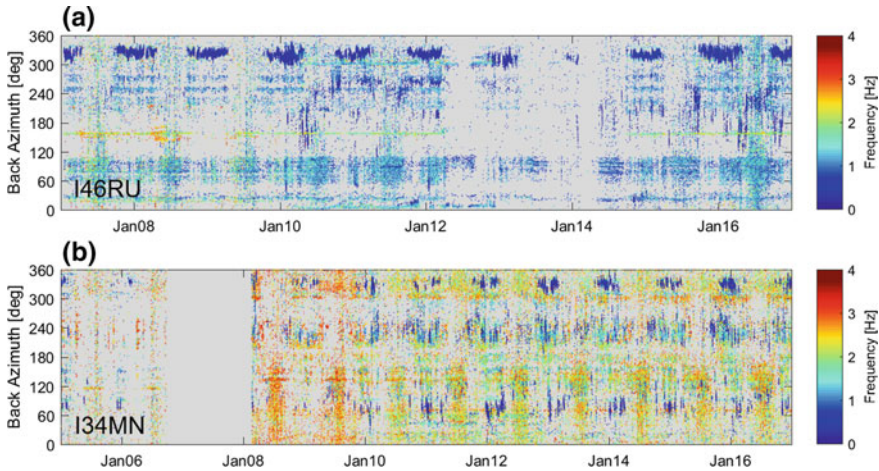 (a)
Back Azimuth [deg]
360
300
240
180
120
60
0
I46RU
Jan08
Jan10
Jan12
Jan14
Jan16
4
3
2
1
0
Frequency [Hz]
(b)
Back Azimuth [deg]
360
300
240
180
120
60
0
I34MN
Jan06
Jan08
Jan10
Jan12
Jan14
Jan16
4
3
2
1
0
Frequency [Hz]